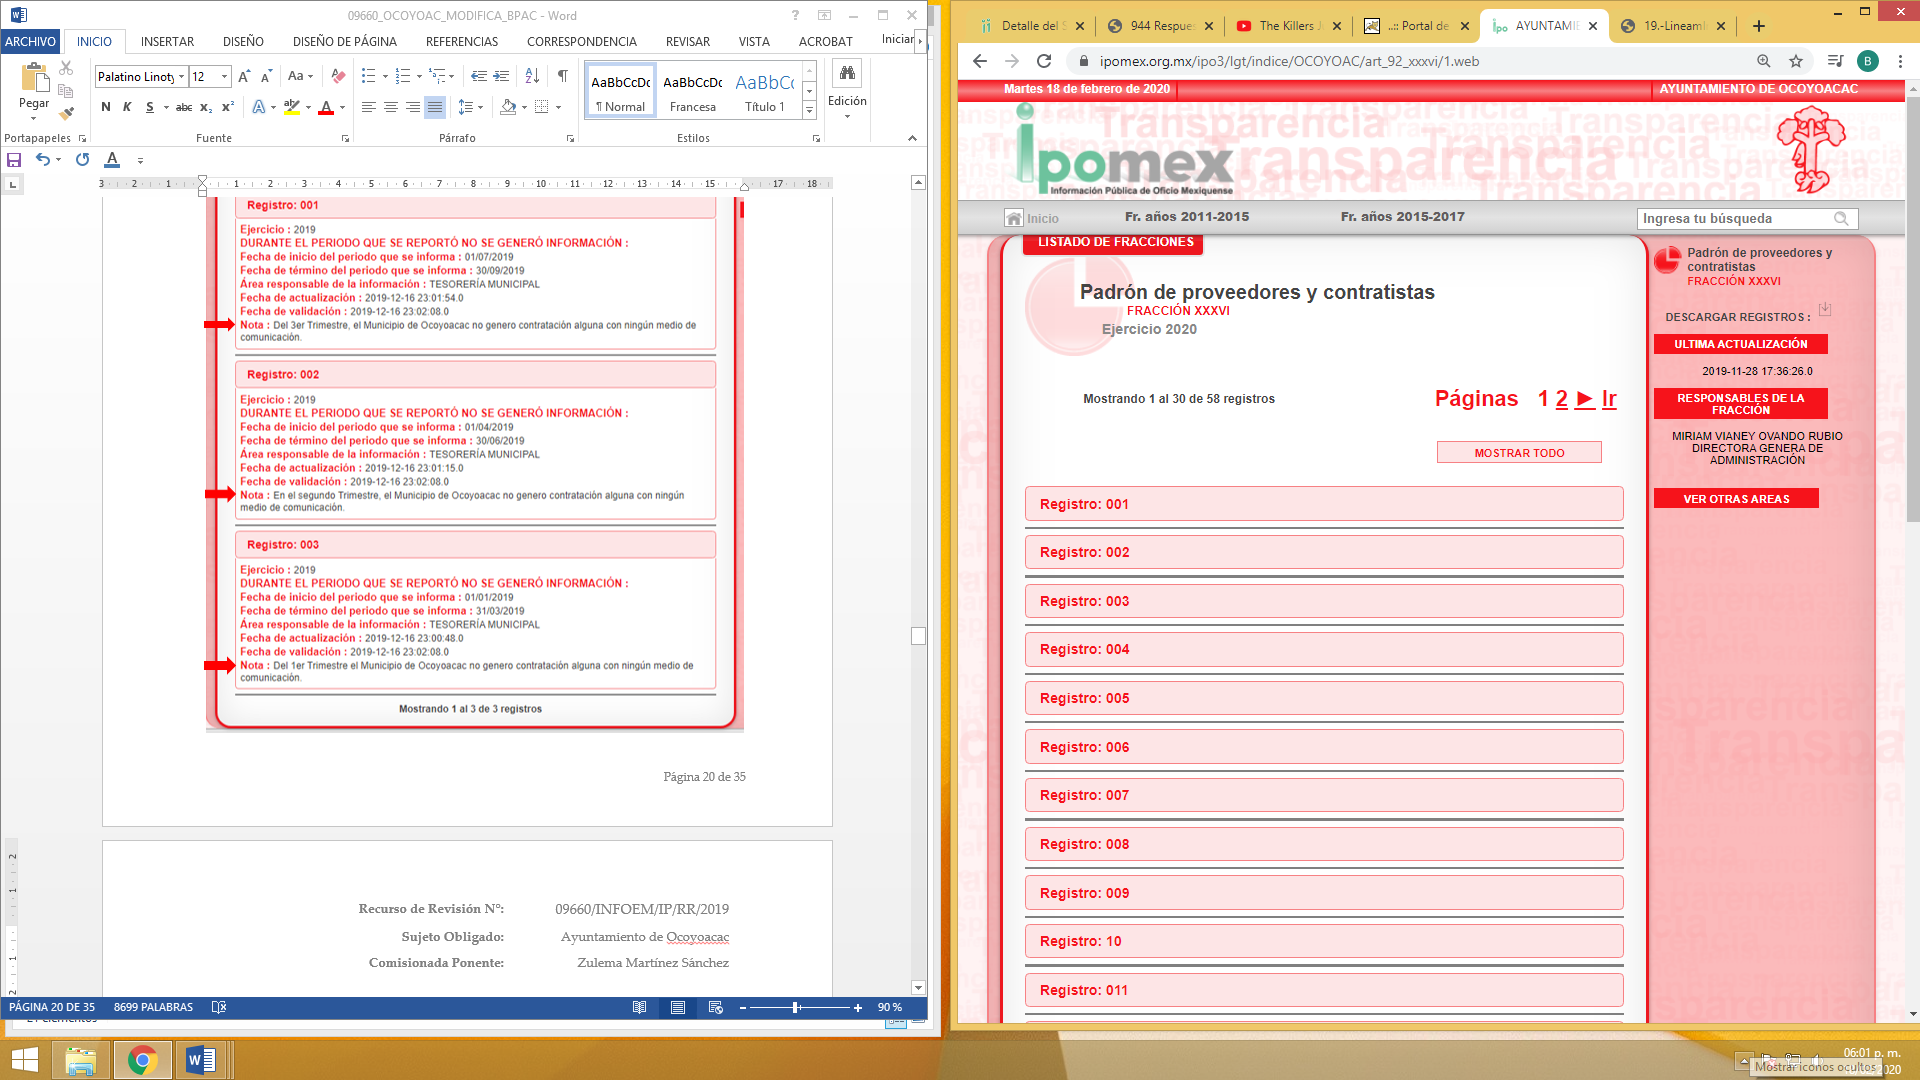 09660_OCOYOAC_MODIFICA_BPAC - Word
ARCHIVO INICIO INSERTAR DISEÑO DISEÑO DE PÁGINA REFERENCIAS CORRESPONDENCIA REVISAR VISTA ACROBAT Iniciar
Palatino Linoty 12
Pegar
Portapapeles Fuente Párrafo Estilos
AaBbCcDc AaBbCcDc AaBbCc
¶ Normal Francesa Título 1
Edición
Registro: 001
Ejercicio : 2019
DURANTE EL PERIODO QUE SE REPORTÓ NO SE GENERÓ INFORMACIÓN :
Fecha de inicio del periodo que se informa : 01/07/2019
Fecha de término del periodo que se informa : 30/09/2019
Área responsable de la información : TESORERÍA MUNICIPAL
Fecha de actualización : 2019-12-16 23:01:54.0
Fecha de validación : 2019-12-16 23:02:08.0
Nota : Del 3er Trimestre, el Municipio de Ocoyoacac no genero contratación alguna con ningún medio de
comunicación.
Registro: 002
Ejercicio : 2019
DURANTE EL PERIODO QUE SE REPORTÓ NO SE GENERÓ INFORMACIÓN :
Fecha de inicio del periodo que se informa : 01/04/2019
Fecha de término del periodo que se informa : 30/06/2019
Área responsable de la información : TESORERÍA MUNICIPAL
Fecha de actualización : 2019-12-16 23:01:15.0
Fecha de validación : 2019-12-16 23:02:08.0
Nota : En el segundo Trimestre, el Municipio de Ocoyoacac no genero contratación alguna con ningún
medio de comunicación.
Registro: 003
Ejercicio : 2019
DURANTE EL PERIODO QUE SE REPORTÓ NO SE GENERÓ INFORMACIÓN :
Fecha de inicio del periodo que se informa : 01/01/2019
Fecha de término del periodo que se informa : 31/03/2019
Área responsable de la información : TESORERÍA MUNICIPAL
Fecha de actualización : 2019-12-16 23:00:48.0
Fecha de validación : 2019-12-16 23:02:08.0
Nota : Del 1er Trimestre el Municipio de Ocoyoacac no genero contratación alguna con ningún medio de
comunicación.
Mostrando 1 al 3 de 3 registros
Página 20 de 35
Recurso de Revisión N°: 09660/INFOEM/IP/RR/2019
Sujeto Obligado: Ayuntamiento de Ocoyoacac
Comisionada Ponente: Zulema Martínez Sánchez
PÁGINA 20 DE 35 8699 PALABRAS 90 %
Detalle del S 944 Respues The Killers J ..:: Portal de AYUNTAMIE 19.-Lineam
ipomex.org.mx/ipo3/lgt/indice/OCOYOAC/art_92_xxxvi/1.web
Martes 18 de febrero de 2020 AYUNTAMIENTO DE OCOYOACAC
Transparencia
ipomex
Información Pública de Oficio Mexiquense
Inicio Fr. años 2011-2015 Fr. años 2015-2017 Ingresa tu búsqueda
LISTADO DE FRACCIONES
Padrón de proveedores y contratistas
FRACCIÓN XXXVI
Ejercicio 2020
Mostrando 1 al 30 de 58 registros
Páginas 1 2 ► Ir
MOSTRAR TODO
Registro: 001
Registro: 002
Registro: 003
Registro: 004
Registro: 005
Registro: 006
Registro: 007
Registro: 008
Registro: 009
Registro: 10
Registro: 011
Padrón de proveedores y
contratistas
FRACCIÓN XXXVI
DESCARGAR REGISTROS :
ULTIMA ACTUALIZACIÓN
2019-11-28 17:36:26.0
RESPONSABLES DE LA
FRACCIÓN
MIRIAM VIANEY OVANDO RUBIO
DIRECTORA GENERA DE
ADMINISTRACIÓN
VER OTRAS AREAS
06:01 p. m.
Mostrar iconos ocultos